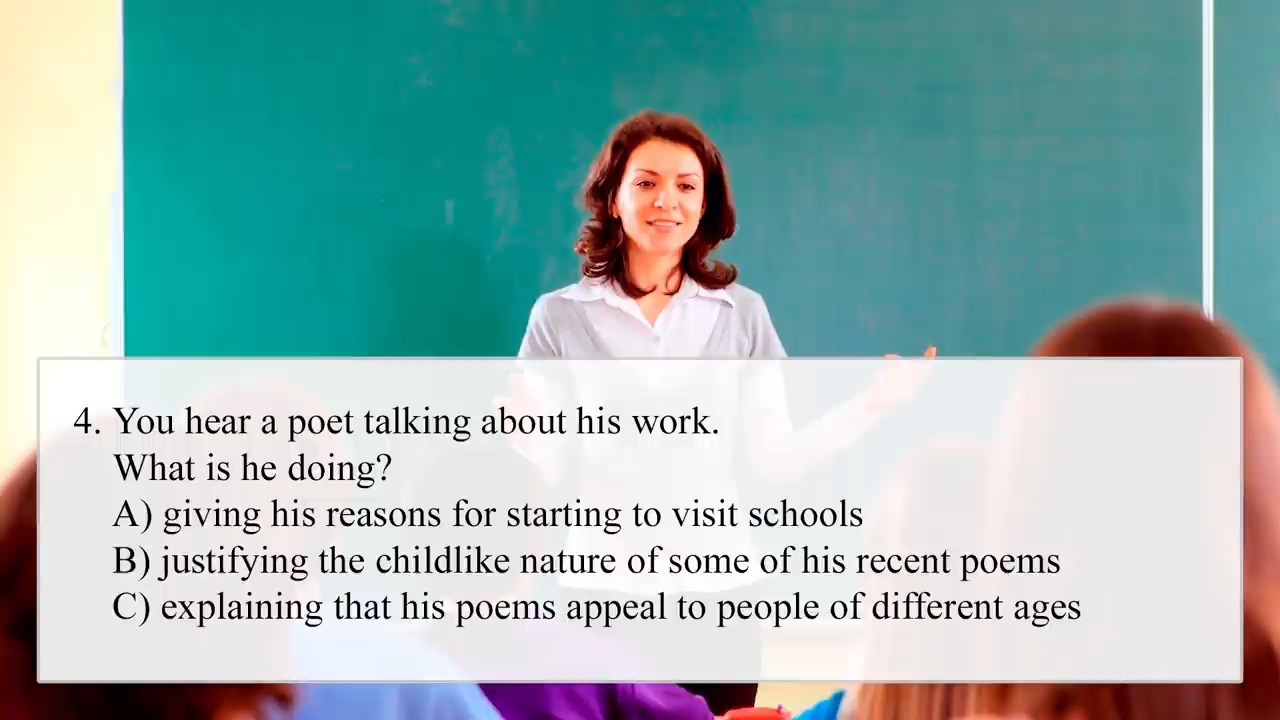 4. You hear a poet talking about his work.
What is he doing?
A) giving his reasons for starting to visit schools
B) justifying the childlike nature of some of his recent poems
C) explaining that his poems appeal to people of different ages